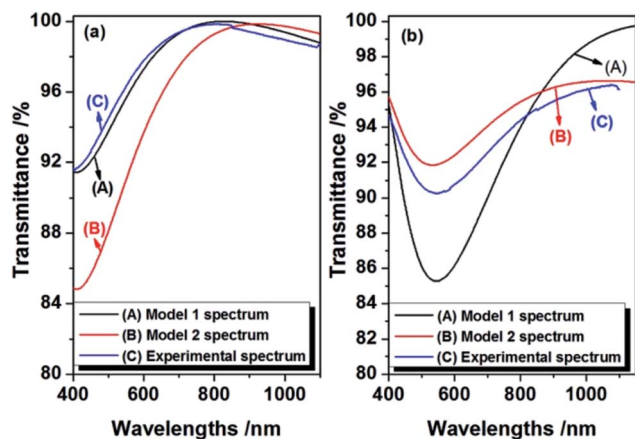 (a)
100
96
92
88
84
80
Transmittance /%
(C)
(A)
(B)
(A) Model 1 spectrum
(B) Model 2 spectrum
(C) Experimental spectrum
400 600 800 1000
Wavelengths /nm
(b)
100
98
96
94
92
90
88
86
84
82
80
Transmittance /%
(A)
(B)
(C)
(A) Model 1 spectrum
(B) Model 2 spectrum
(C) Experimental spectrum
400 600 800 1000
Wavelengths /nm